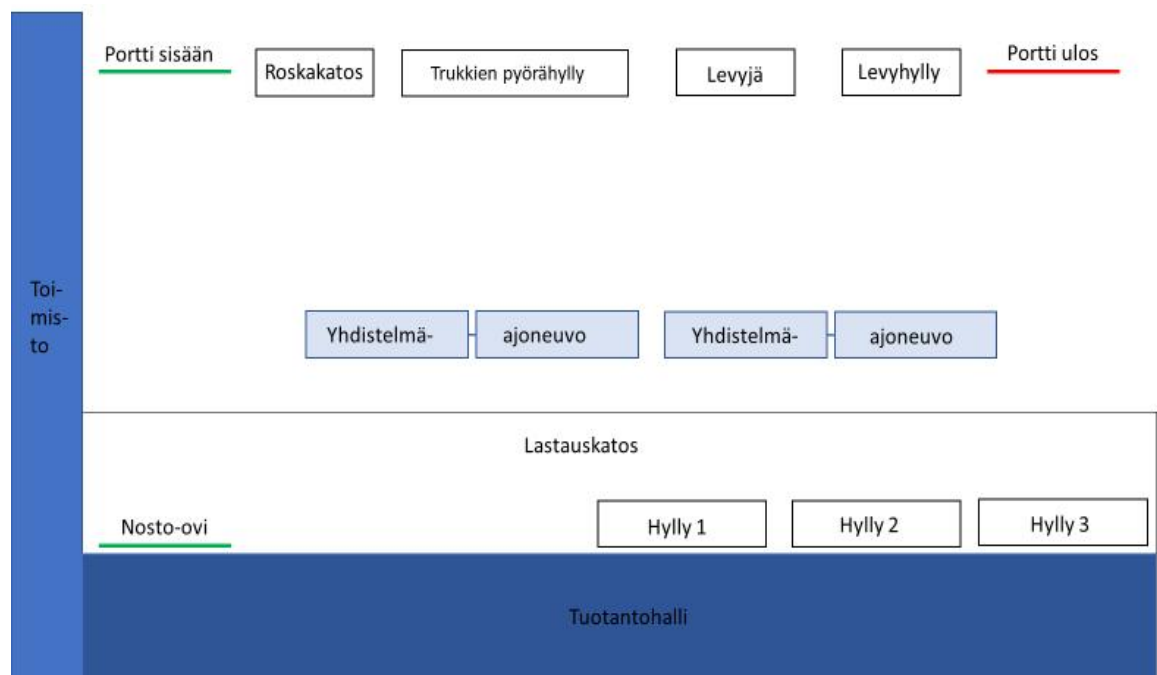 Portti sisään
Roskakatos
Trukkien pyörähylly
Levyjä
Levyhylly
Portti ulos
Toi-
mis-
to
Yhdistelmä-
ajoneuvo
Yhdistelmä-
ajoneuvo
Lastauskatos
Nosto-ovi
Hylly 1
Hylly 2
Hylly 3
Tuotantohalli